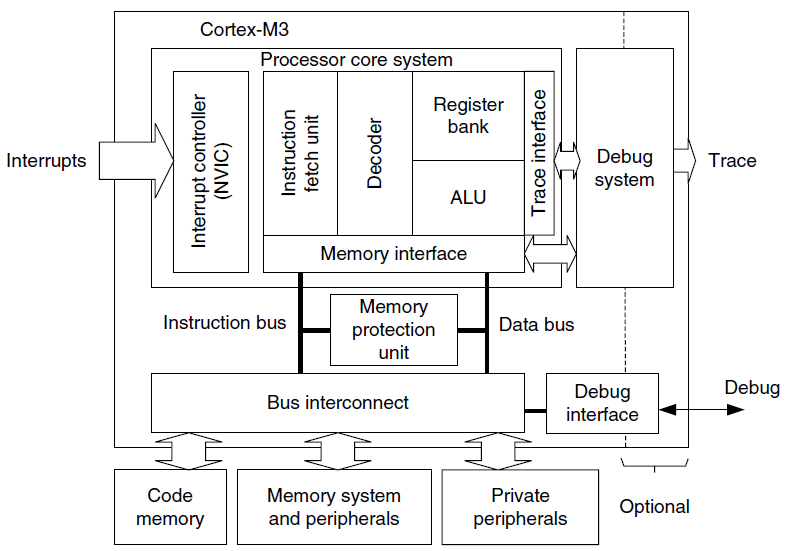 Cortex-M3
Processor core system
Interrupts
Interrupt controller
(NVIC)
Instruction
fetch unit
Decoder
Register
bank
ALU
Trace interface
Memory interface
Debug
system
Trace
Instruction bus
Memory
protection
unit
Data bus
Bus interconnect
Debug
interface
Debug
Code
memory
Memory system
and peripherals
Private
peripherals
Optional